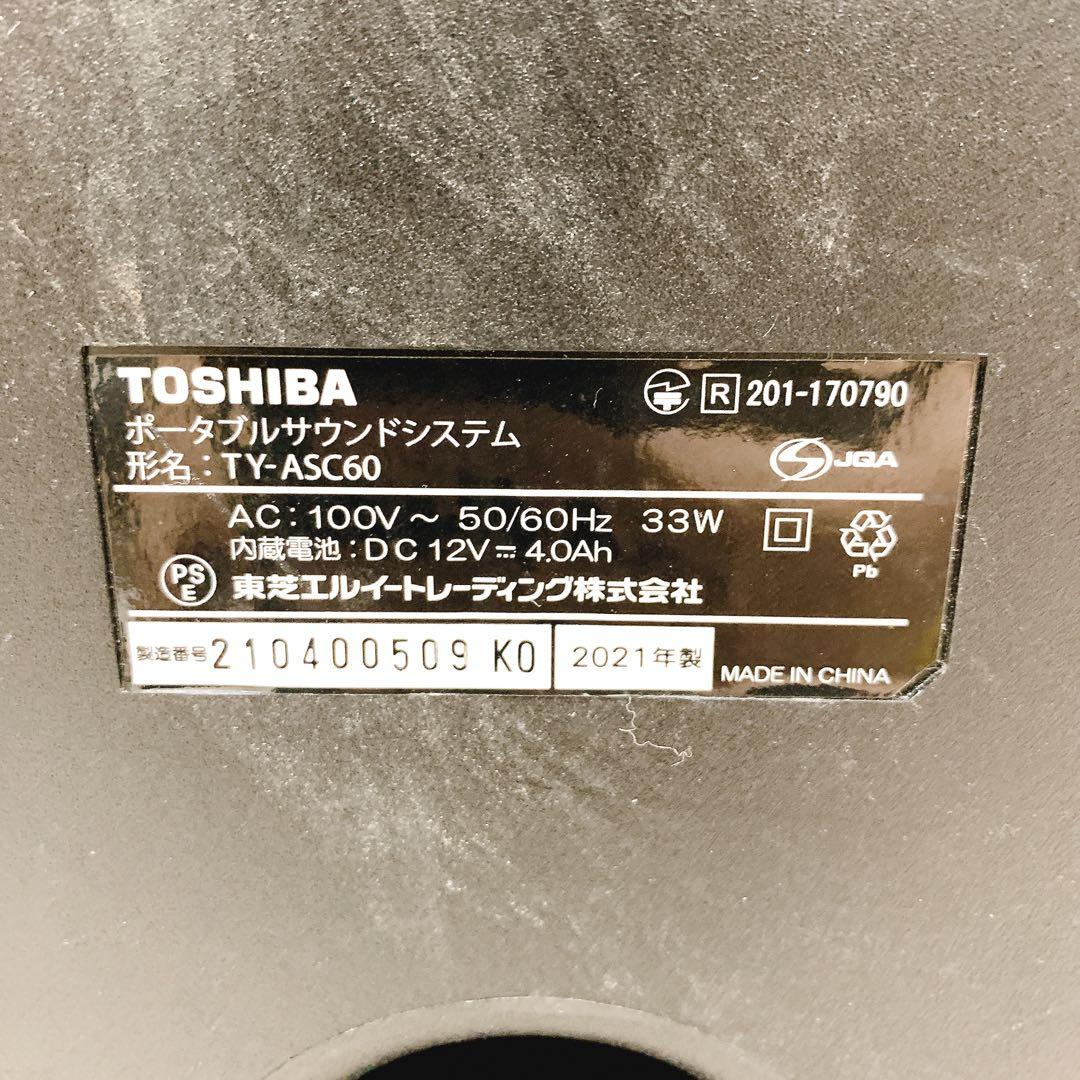 TOSHIBA
R 201-170790
ポータブルサウンドシステム
形名：TY-ASC60
JQA
AC：100V～ 50/60Hz 33W
内蔵電池：DC 12V⎓4.0Ah
Pb
PSE
東芝エルイートレーディング株式会社
製造番号 210400509 K0
2021年製
MADE IN CHINA